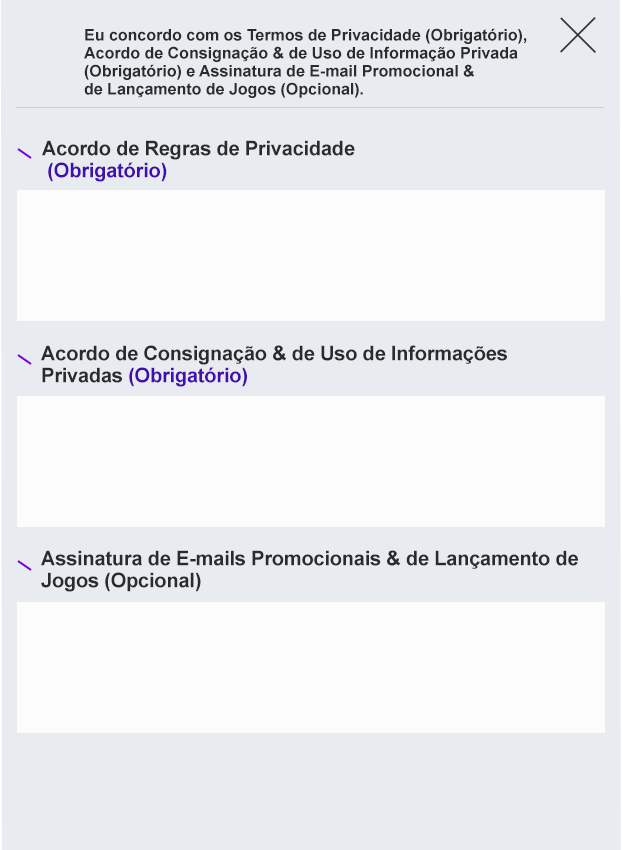 Eu concordo com os Termos de Privacidade (Obrigatório),
Acordo de Consignação & de Uso de Informação Privada
(Obrigatório) e Assinatura de E-mail Promocional &
de Lançamento de Jogos (Opcional).
Acordo de Regras de Privacidade
(Obrigatório)
Acordo de Consignação & de Uso de Informações
Privadas (Obrigatório)
Assinatura de E-mails Promocionais & de Lançamento de
Jogos (Opcional)